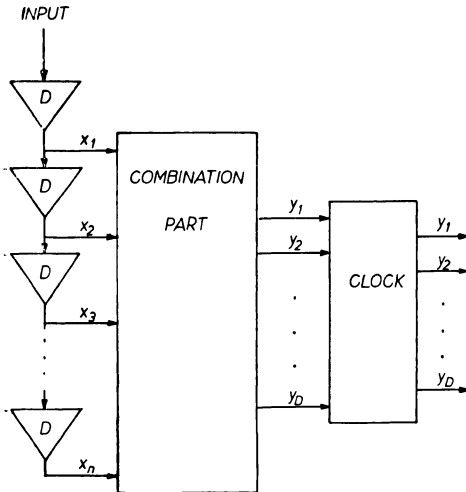 INPUT
D
x1
D
x2
D
x3
D
xn
COMBINATION
PART
y1
y2
yD
CLOCK
y1
y2
yD